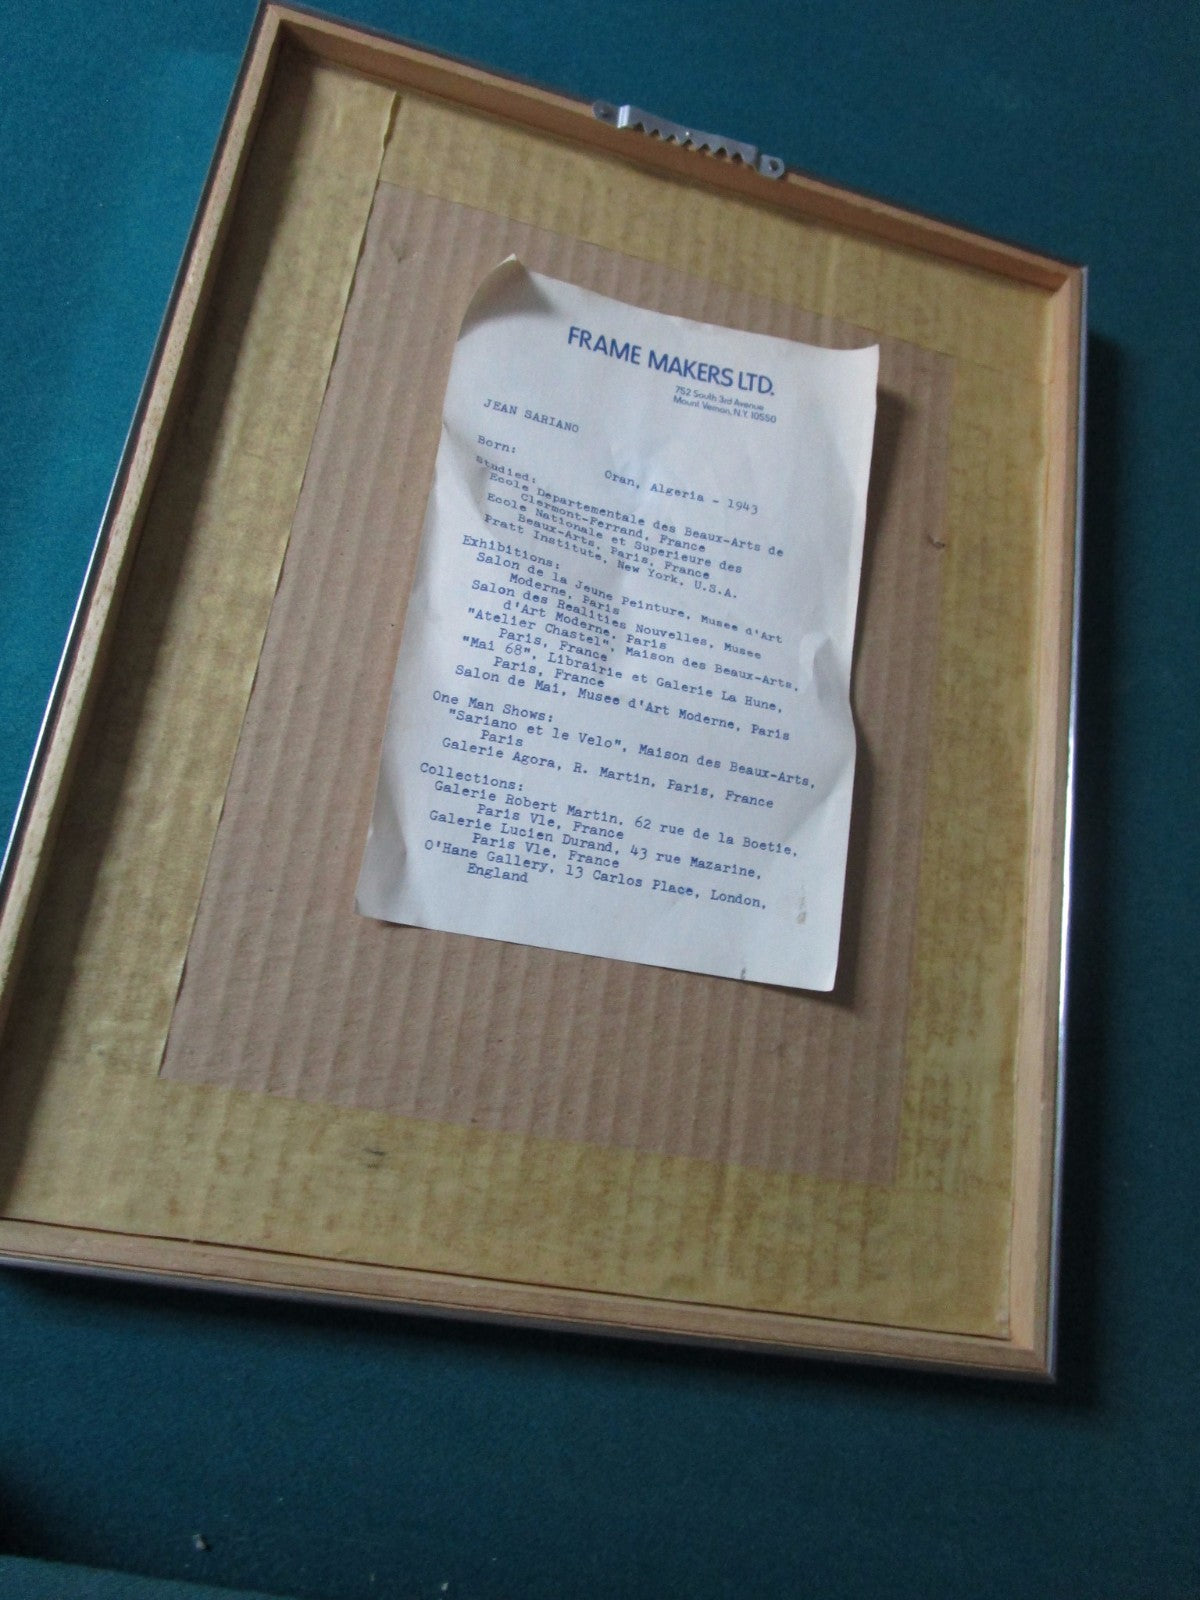 FRAME MAKERS LTD.
752 South 3rd Avenue
Mount Vernon, N.Y. 10550
JEAN SARIANO
Born:
Oran, Algeria - 1943
Studied:
Ecole Departementale des Beaux-Arts de
Clermont-Ferrand, France
Ecole Nationale et Superieure des
Beaux-Arts, Paris, France
Pratt Institute, New York, U.S.A.
Exhibitions:
Salon de la Jeune Peinture, Musee d'Art
Moderne, Paris
Salon des Realities Nouvelles, Musee
d'Art Moderne, Paris
"Atelier Chastel", Maison des Beaux-Arts,
Paris, France
"Mai 68", Librairie et Galerie La Hune,
Paris, France
Salon de Mai, Musee d'Art Moderne, Paris
One Man Shows:
"Sariano et le Velo", Maison des Beaux-Arts,
Paris
Galerie Agora, R. Martin, Paris, France
Collections:
Galerie Robert Martin, 62 rue de la Boetie,
Paris Vle, France
Galerie Lucien Durand, 43 rue Mazarine,
Paris Vle, France
O'Hane Gallery, 13 Carlos Place, London,
England